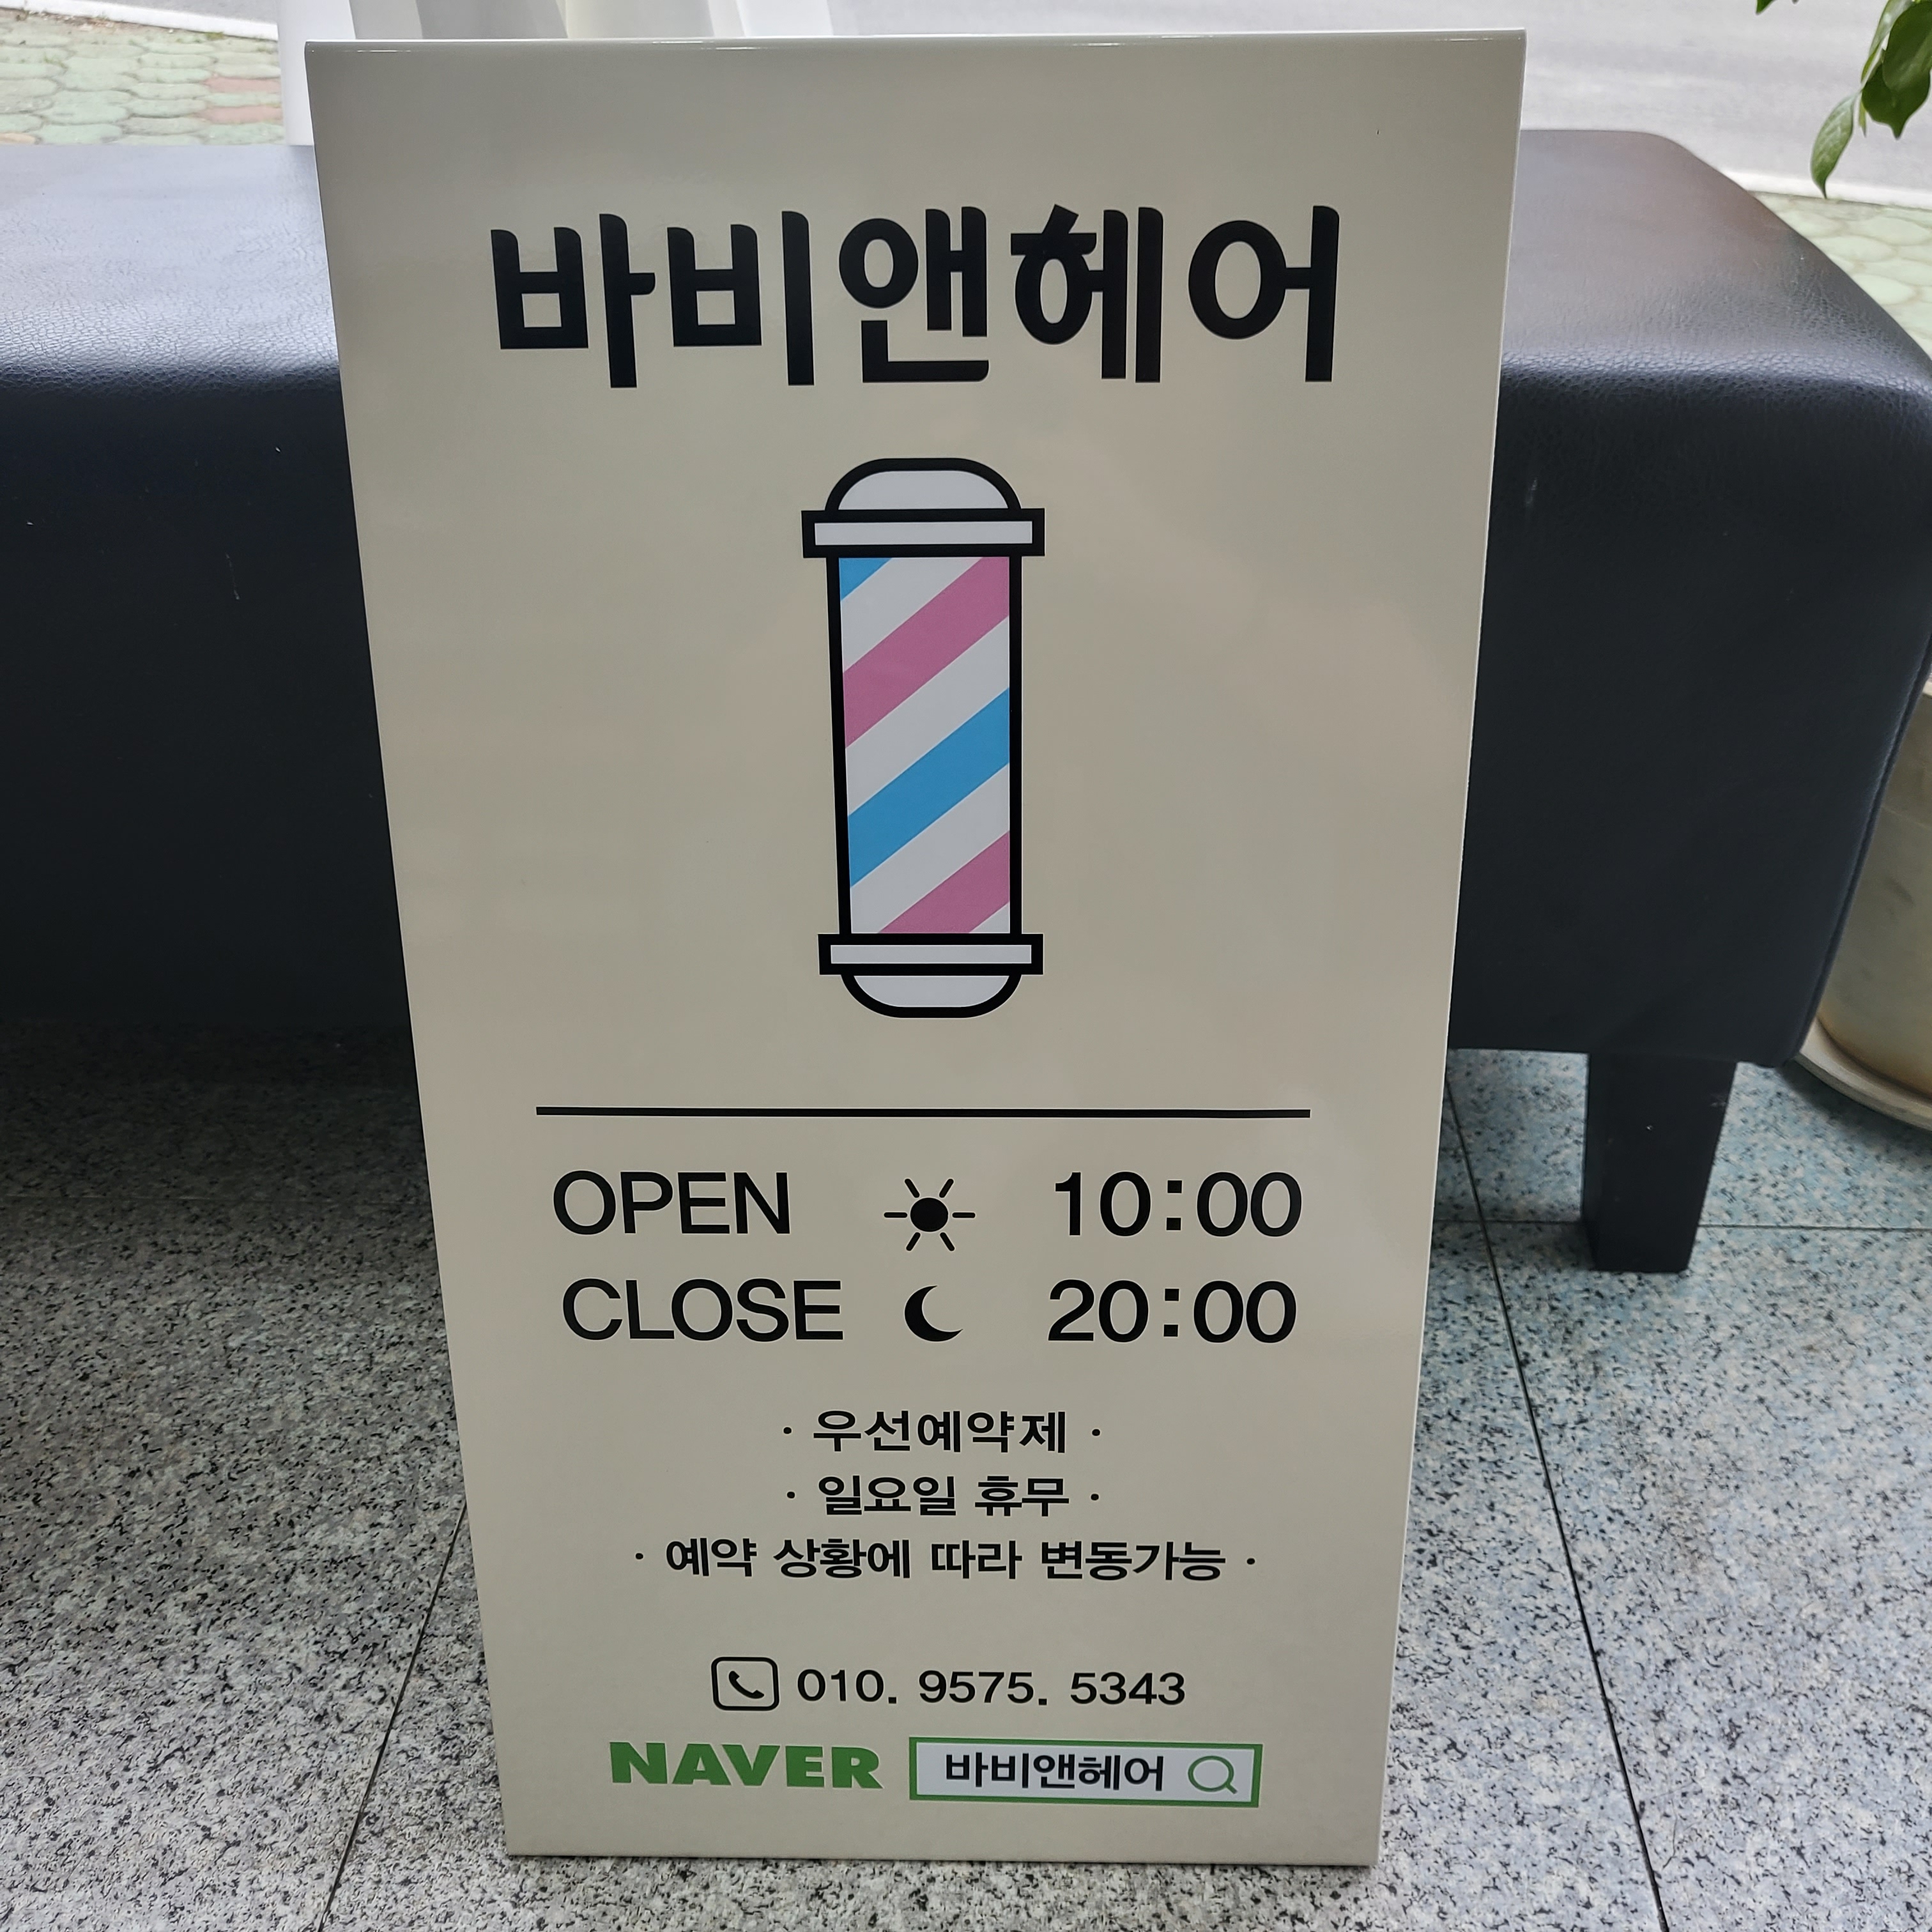 바비앤헤어
OPEN 10:00
CLOSE 20:00
· 우선예약제 ·
· 일요일 휴무 ·
· 예약 상황에 따라 변동가능 ·
010. 9575. 5343
NAVER 바비앤헤어